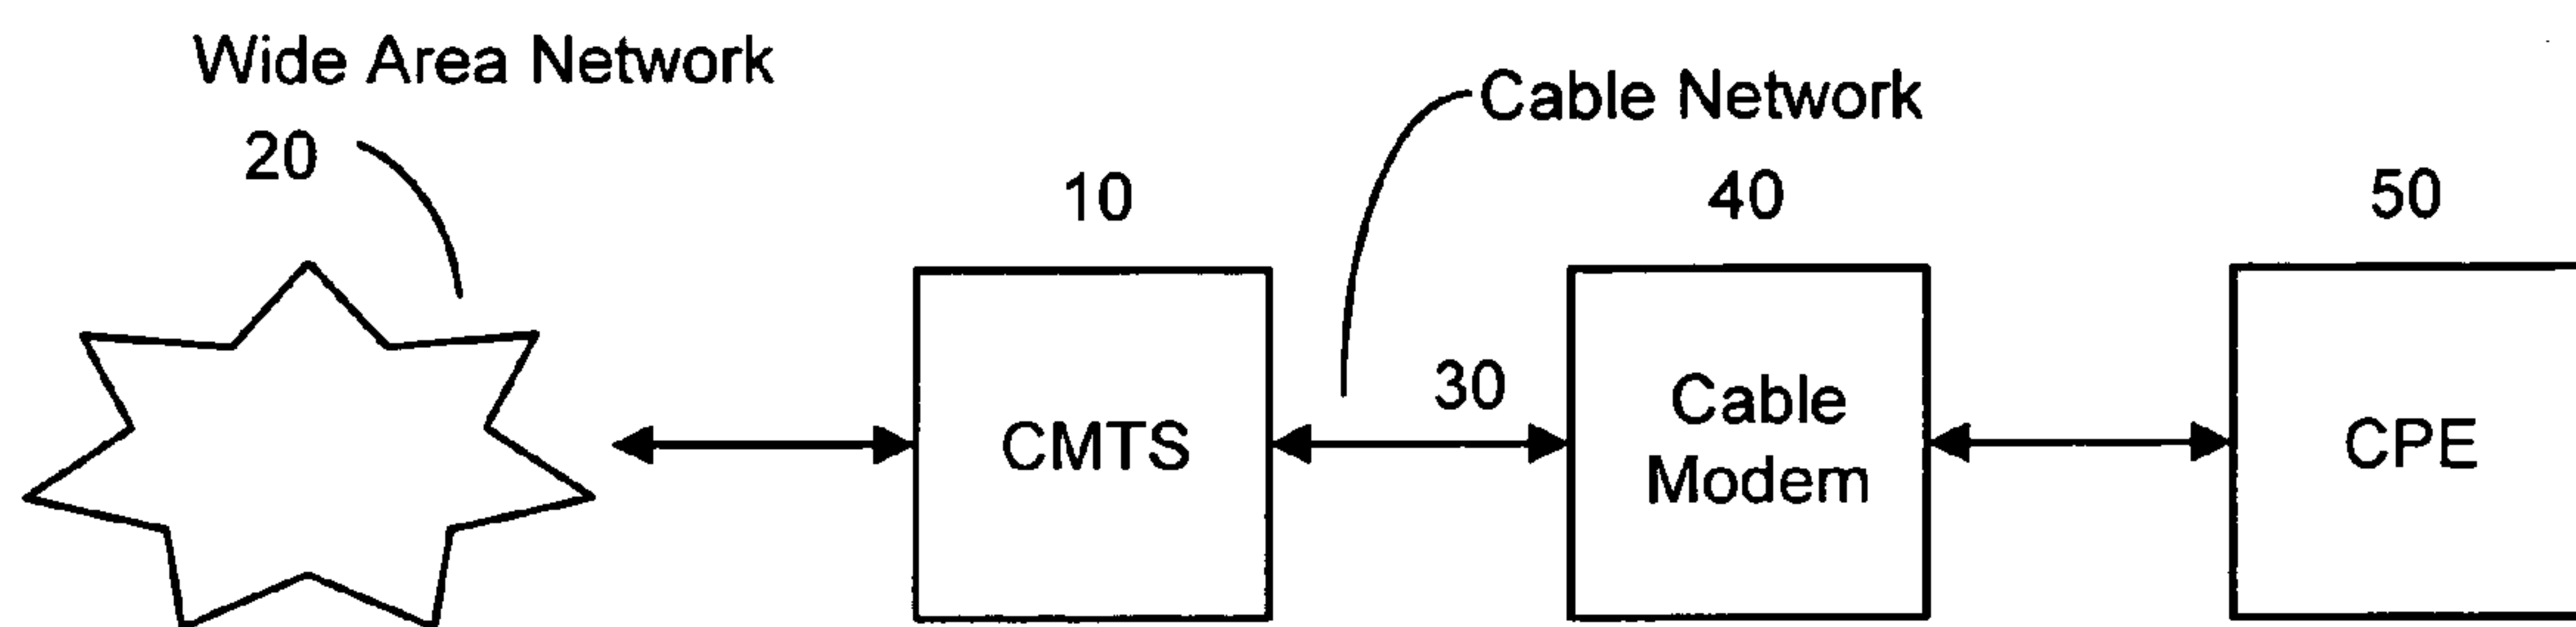 Wide Area Network
20
Cable Network
10
40
50
30
CMTS
Cable
Modem
CPE